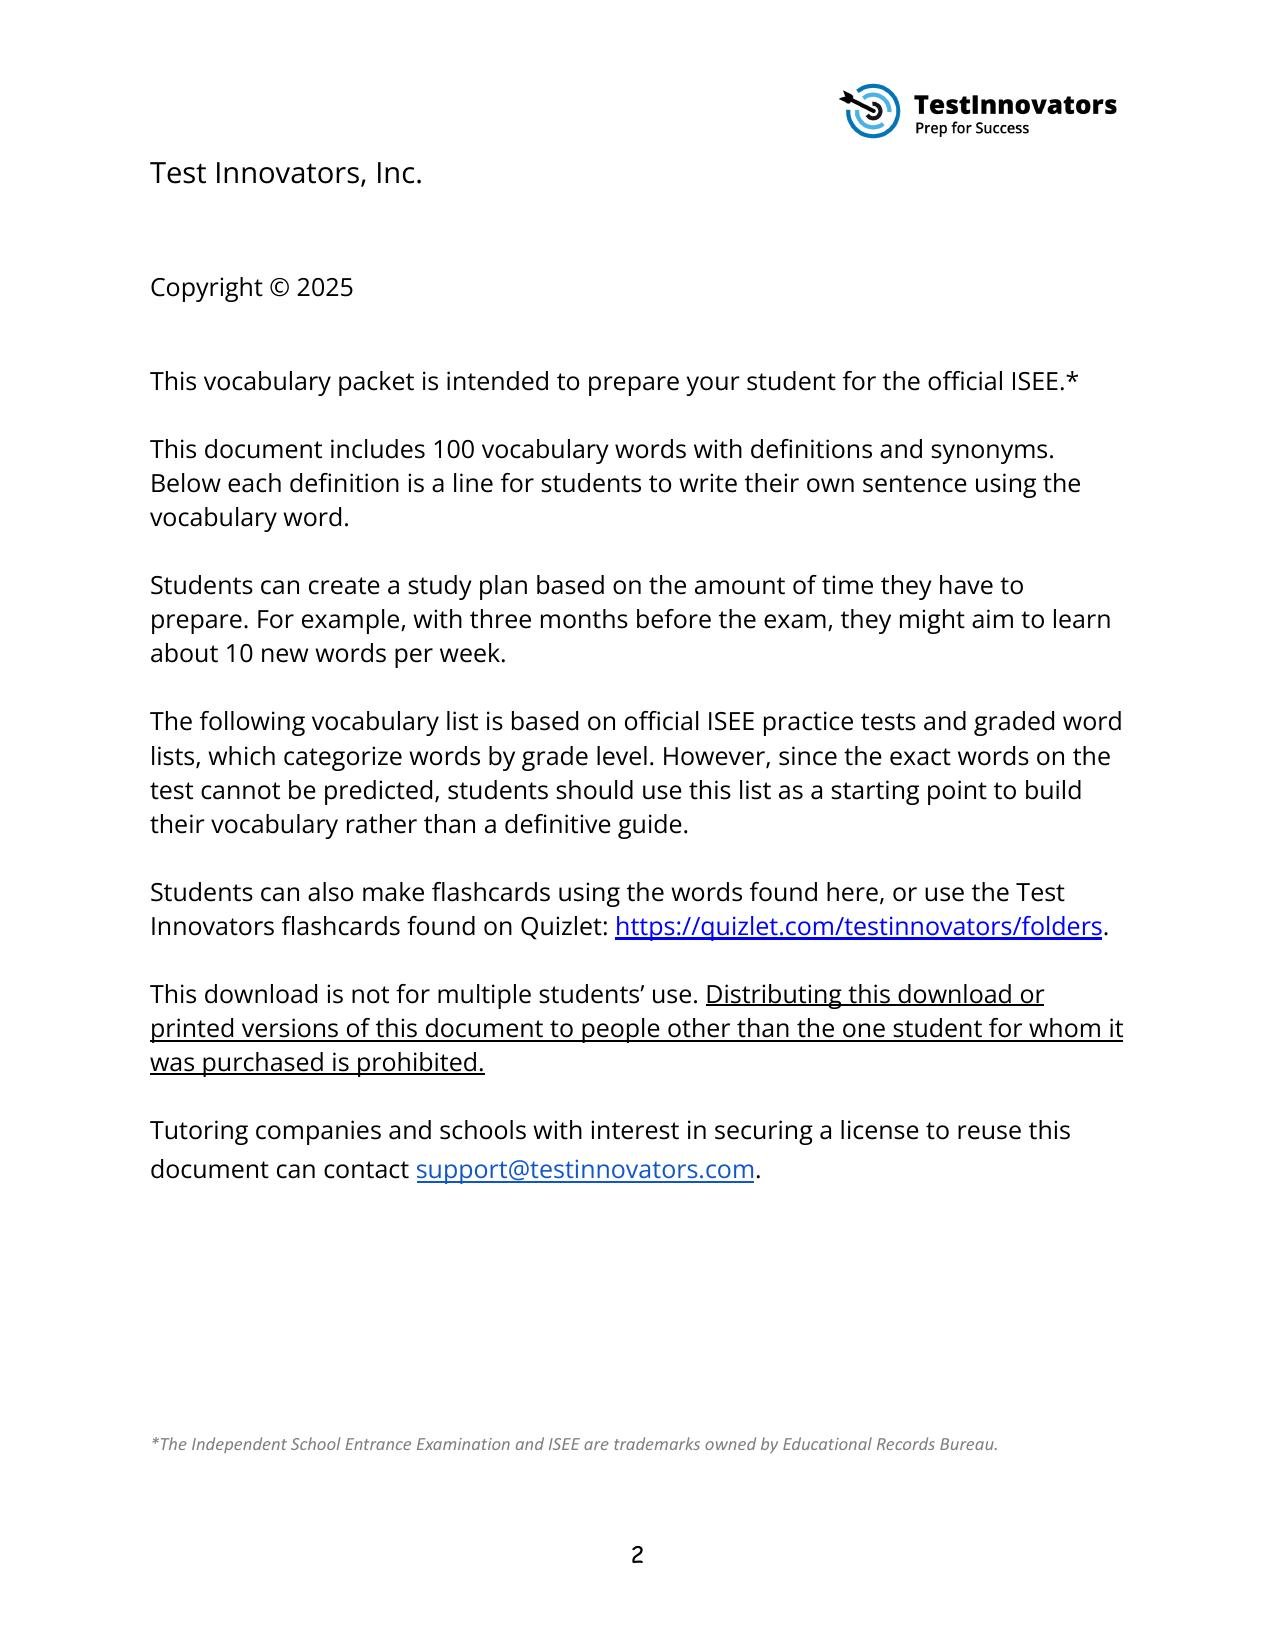 TestInnovators
Prep for Success
Test Innovators, Inc.
Copyright © 2025
This vocabulary packet is intended to prepare your student for the official ISEE.*
This document includes 100 vocabulary words with definitions and synonyms.
Below each definition is a line for students to write their own sentence using the
vocabulary word.
Students can create a study plan based on the amount of time they have to
prepare. For example, with three months before the exam, they might aim to learn
about 10 new words per week.
The following vocabulary list is based on official ISEE practice tests and graded word
lists, which categorize words by grade level. However, since the exact words on the
test cannot be predicted, students should use this list as a starting point to build
their vocabulary rather than a definitive guide.
Students can also make flashcards using the words found here, or use the Test
Innovators flashcards found on Quizlet: https://quizlet.com/testinnovators/folders.
This download is not for multiple students’ use. Distributing this download or
printed versions of this document to people other than the one student for whom it
was purchased is prohibited.
Tutoring companies and schools with interest in securing a license to reuse this
document can contact support@testinnovators.com.
*The Independent School Entrance Examination and ISEE are trademarks owned by Educational Records Bureau.
2